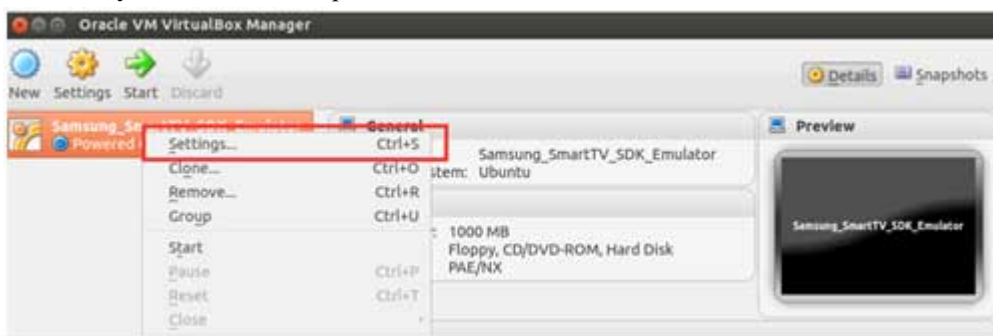 Oracle VM VirtualBox Manager
New Settings Start Discard
Details Snapshots
General
Preview
Powered
Settings... Ctrl+S
Samsung_SmartTV_SDK_Emulator
Clone... Ctrl+O
stem: Ubuntu
Remove... Ctrl+R
Group Ctrl+U
1000 MB
Samsung_SmartTV_SDK_Emulator
Start
Floppy, CD/DVD-ROM, Hard Disk
Pause Ctrl+P
PAE/NX
Reset Ctrl+T
Close